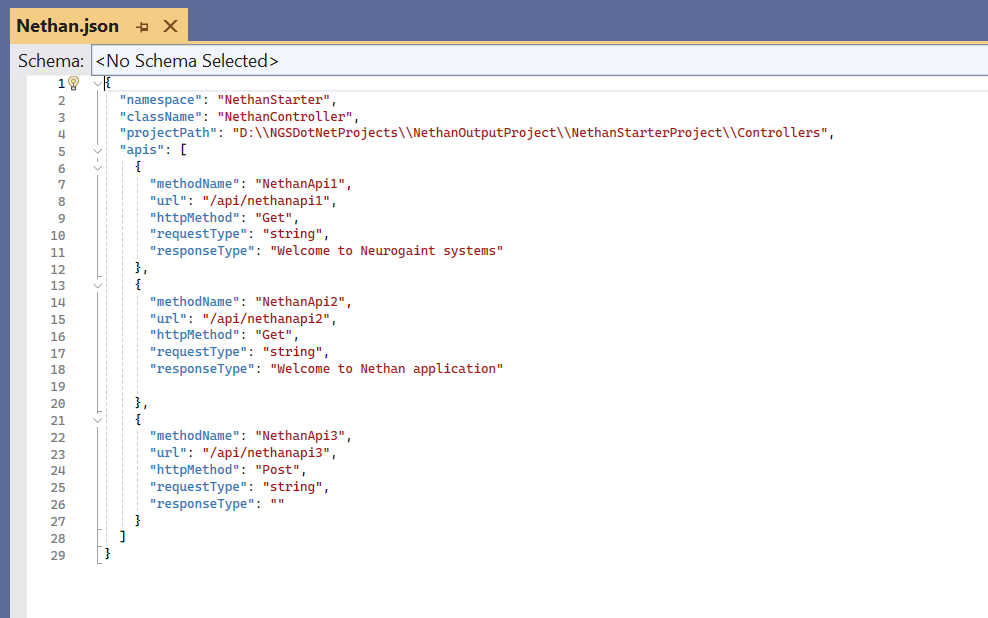 Nethan.json
Schema: <No Schema Selected>
1 {
2 "namespace": "NethanStarter",
3 "className": "NethanController",
4 "projectPath": "D:\\NGSDotNetProjects\\NethanOutputProject\\NethanStarterProject\\Controllers",
5 "apis": [
6 {
7 "methodName": "NethanApi1",
8 "url": "/api/nethanapi1",
9 "httpMethod": "Get",
10 "requestType": "string",
11 "responseType": "Welcome to Neurogaint systems"
12 },
13 {
14 "methodName": "NethanApi2",
15 "url": "/api/nethanapi2",
16 "httpMethod": "Get",
17 "requestType": "string",
18 "responseType": "Welcome to Nethan application"
19
20 },
21 {
22 "methodName": "NethanApi3",
23 "url": "/api/nethanapi3",
24 "httpMethod": "Post",
25 "requestType": "string",
26 "responseType": ""
27 }
28 ]
29 }